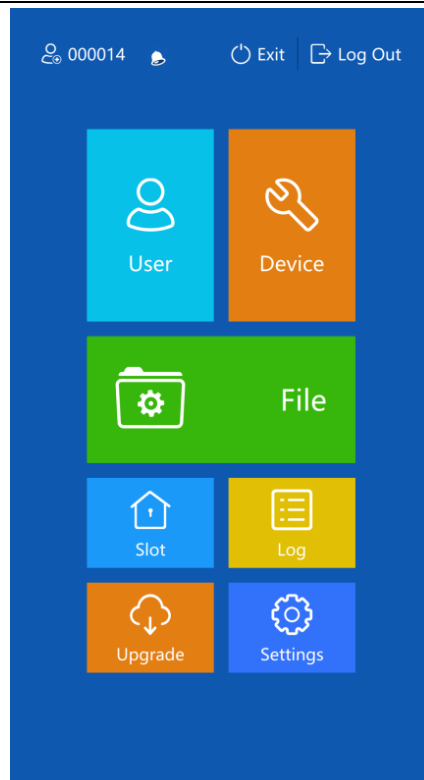 000014 Exit Log Out
User Device
File
Slot Log
Upgrade Settings